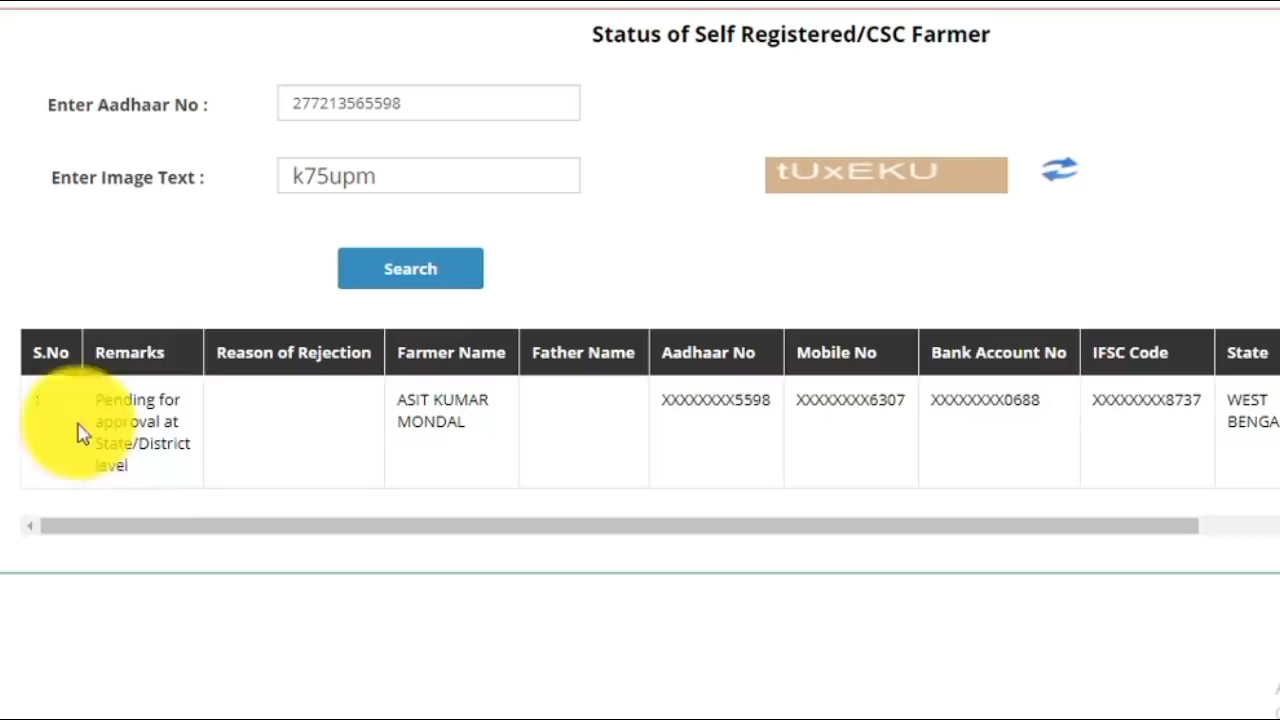 Status of Self Registered/CSC Farmer
Enter Aadhaar No :
277213565598
Enter Image Text :
k75upm
tUxEKU
Search
S.No
Remarks
Reason of Rejection
Farmer Name
Father Name
Aadhaar No
Mobile No
Bank Account No
IFSC Code
State
1
Pending for
approval at
State/District
level
ASIT KUMAR
MONDAL
XXXXXXXX5598
XXXXXXXX6307
XXXXXXXX0688
XXXXXXXX8737
WEST
BENGA